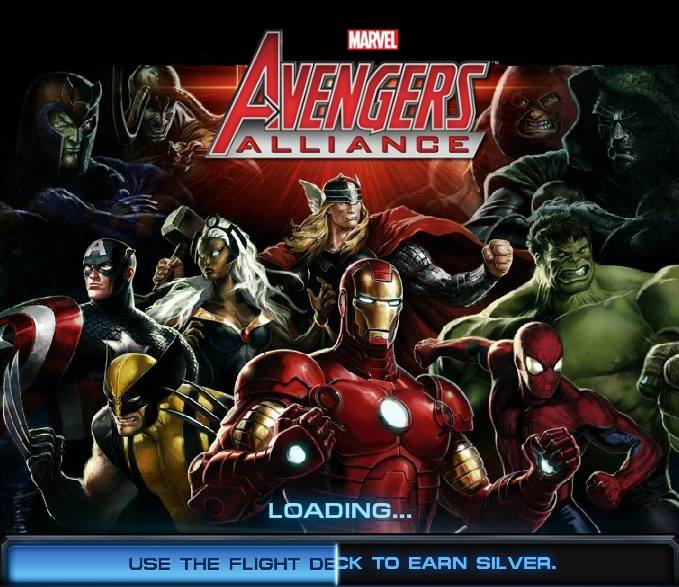 MARVEL
AVENGERS
ALLIANCE
LOADING...
USE THE FLIGHT DECK TO EARN SILVER.